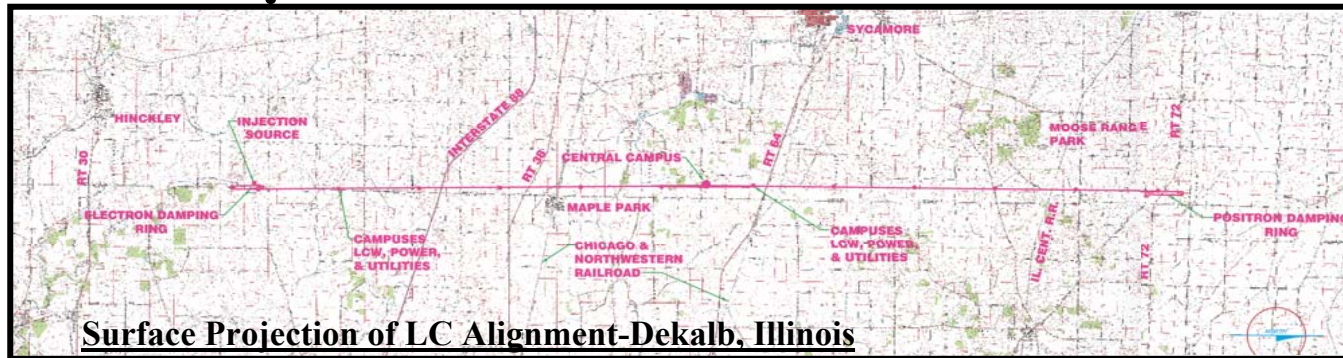 SYCAMORE
HINCKLEY
INJECTION
SOURCE
INTERSTATE 88
RT 38
CENTRAL CAMPUS
RT 64
MOOSE RANGE
PARK
RT 72
RT 30
ELECTRON DAMPING
RING
CAMPUSES
LCW, POWER,
& UTILITIES
MAPLE PARK
CHICAGO &
NORTHWESTERN
RAILROAD
CAMPUSES
LCW, POWER,
& UTILITIES
IL. CENT. R.R.
RT 72
POSITRON DAMPING
RING
NORTH
Surface Projection of LC Alignment-Dekalb, Illinois